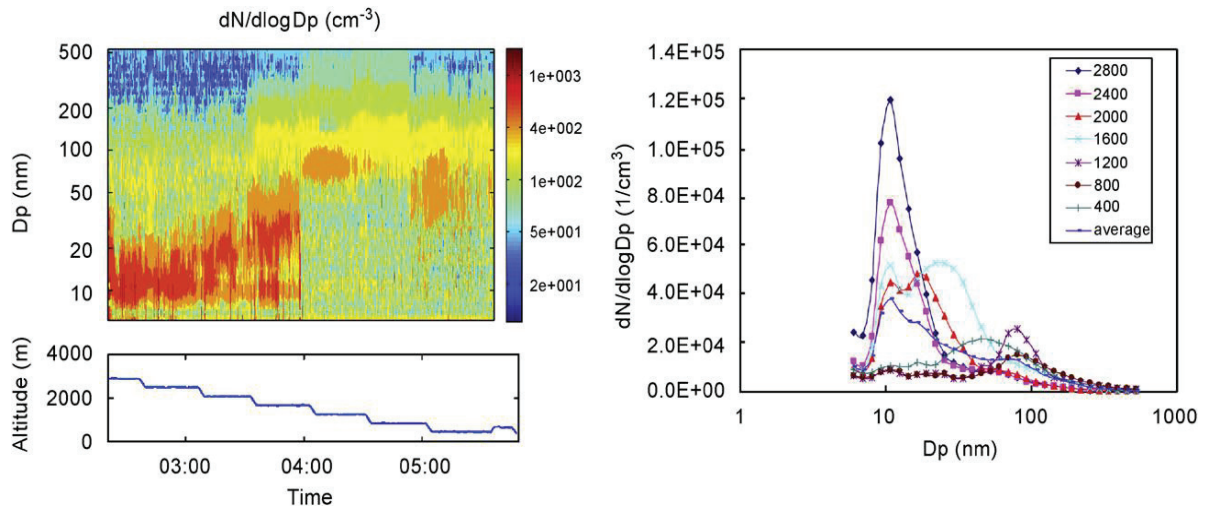 dN/dlogDp (cm-3)
500
200
100
50
20
10
Dp (nm)
1e+003
4e+002
1e+002
5e+001
2e+001
4000
2000
0
Altitude (m)
03:00 04:00 05:00
Time
1.4E+05
1.2E+05
1.0E+05
8.0E+04
6.0E+04
4.0E+04
2.0E+04
0.0E+00
dN/dlogDp (1/cm3)
1 10 100 1000
Dp (nm)
2800
2400
2000
1600
1200
800
400
average